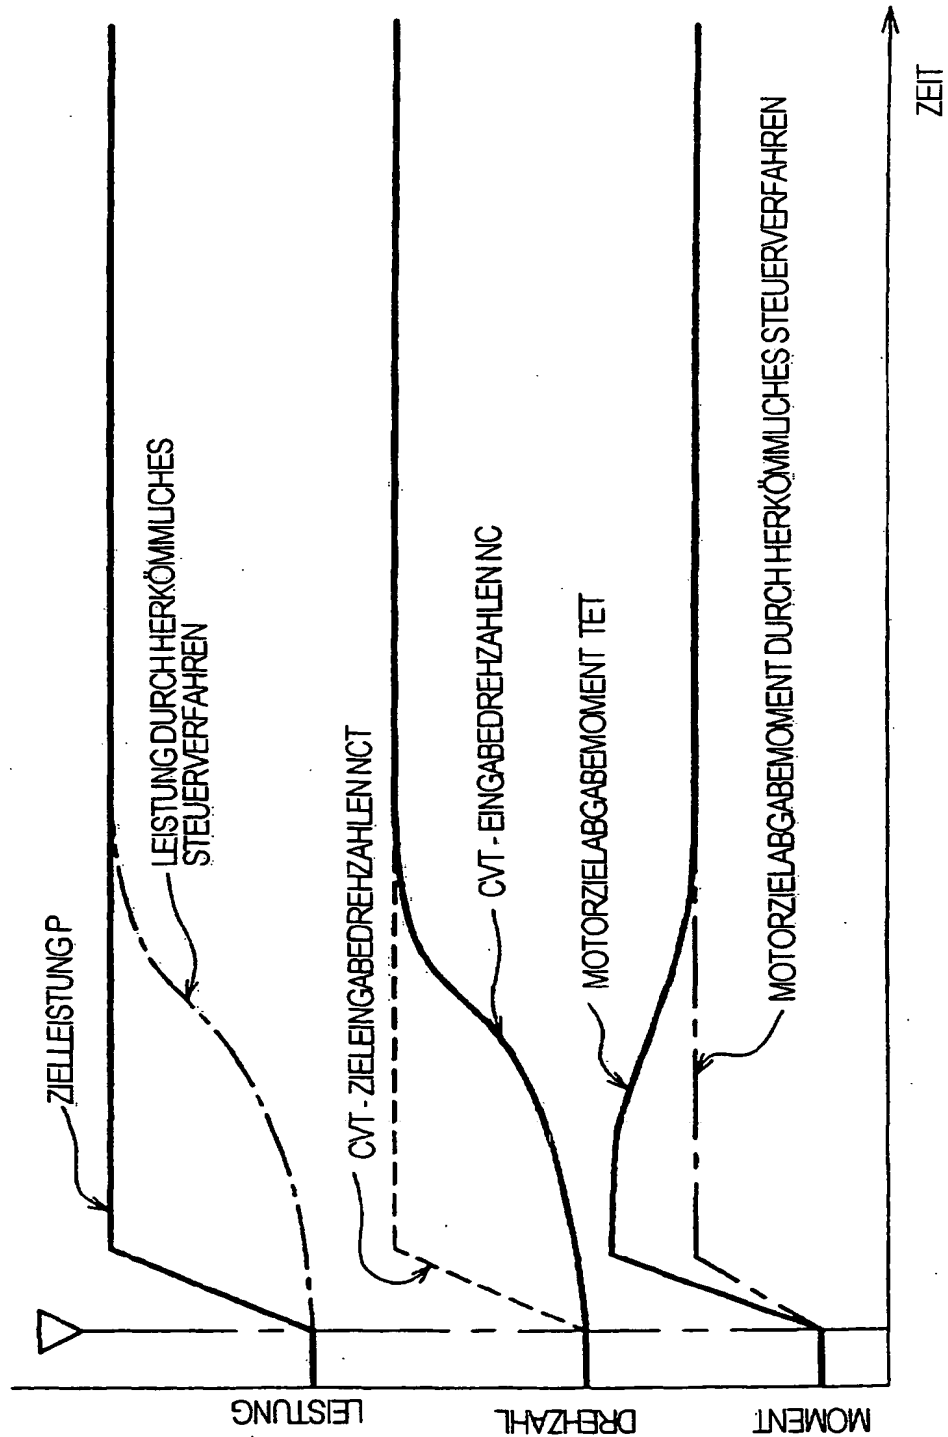 ZIELLEISTUNG P
LEISTUNG DURCH HERKÖMMLICHES
STEUERVERFAHREN
LEISTUNG
CVT - ZIELEINGABEDREHZAHLEN NCT
CVT - EINGABEDREHZAHLEN NC
DREHZAHL
MOTORZIELABGABEMOMENT TET
MOTORZIELABGABEMOMENT DURCH HERKÖMMLICHES STEUERVERFAHREN
MOMENT
ZEIT